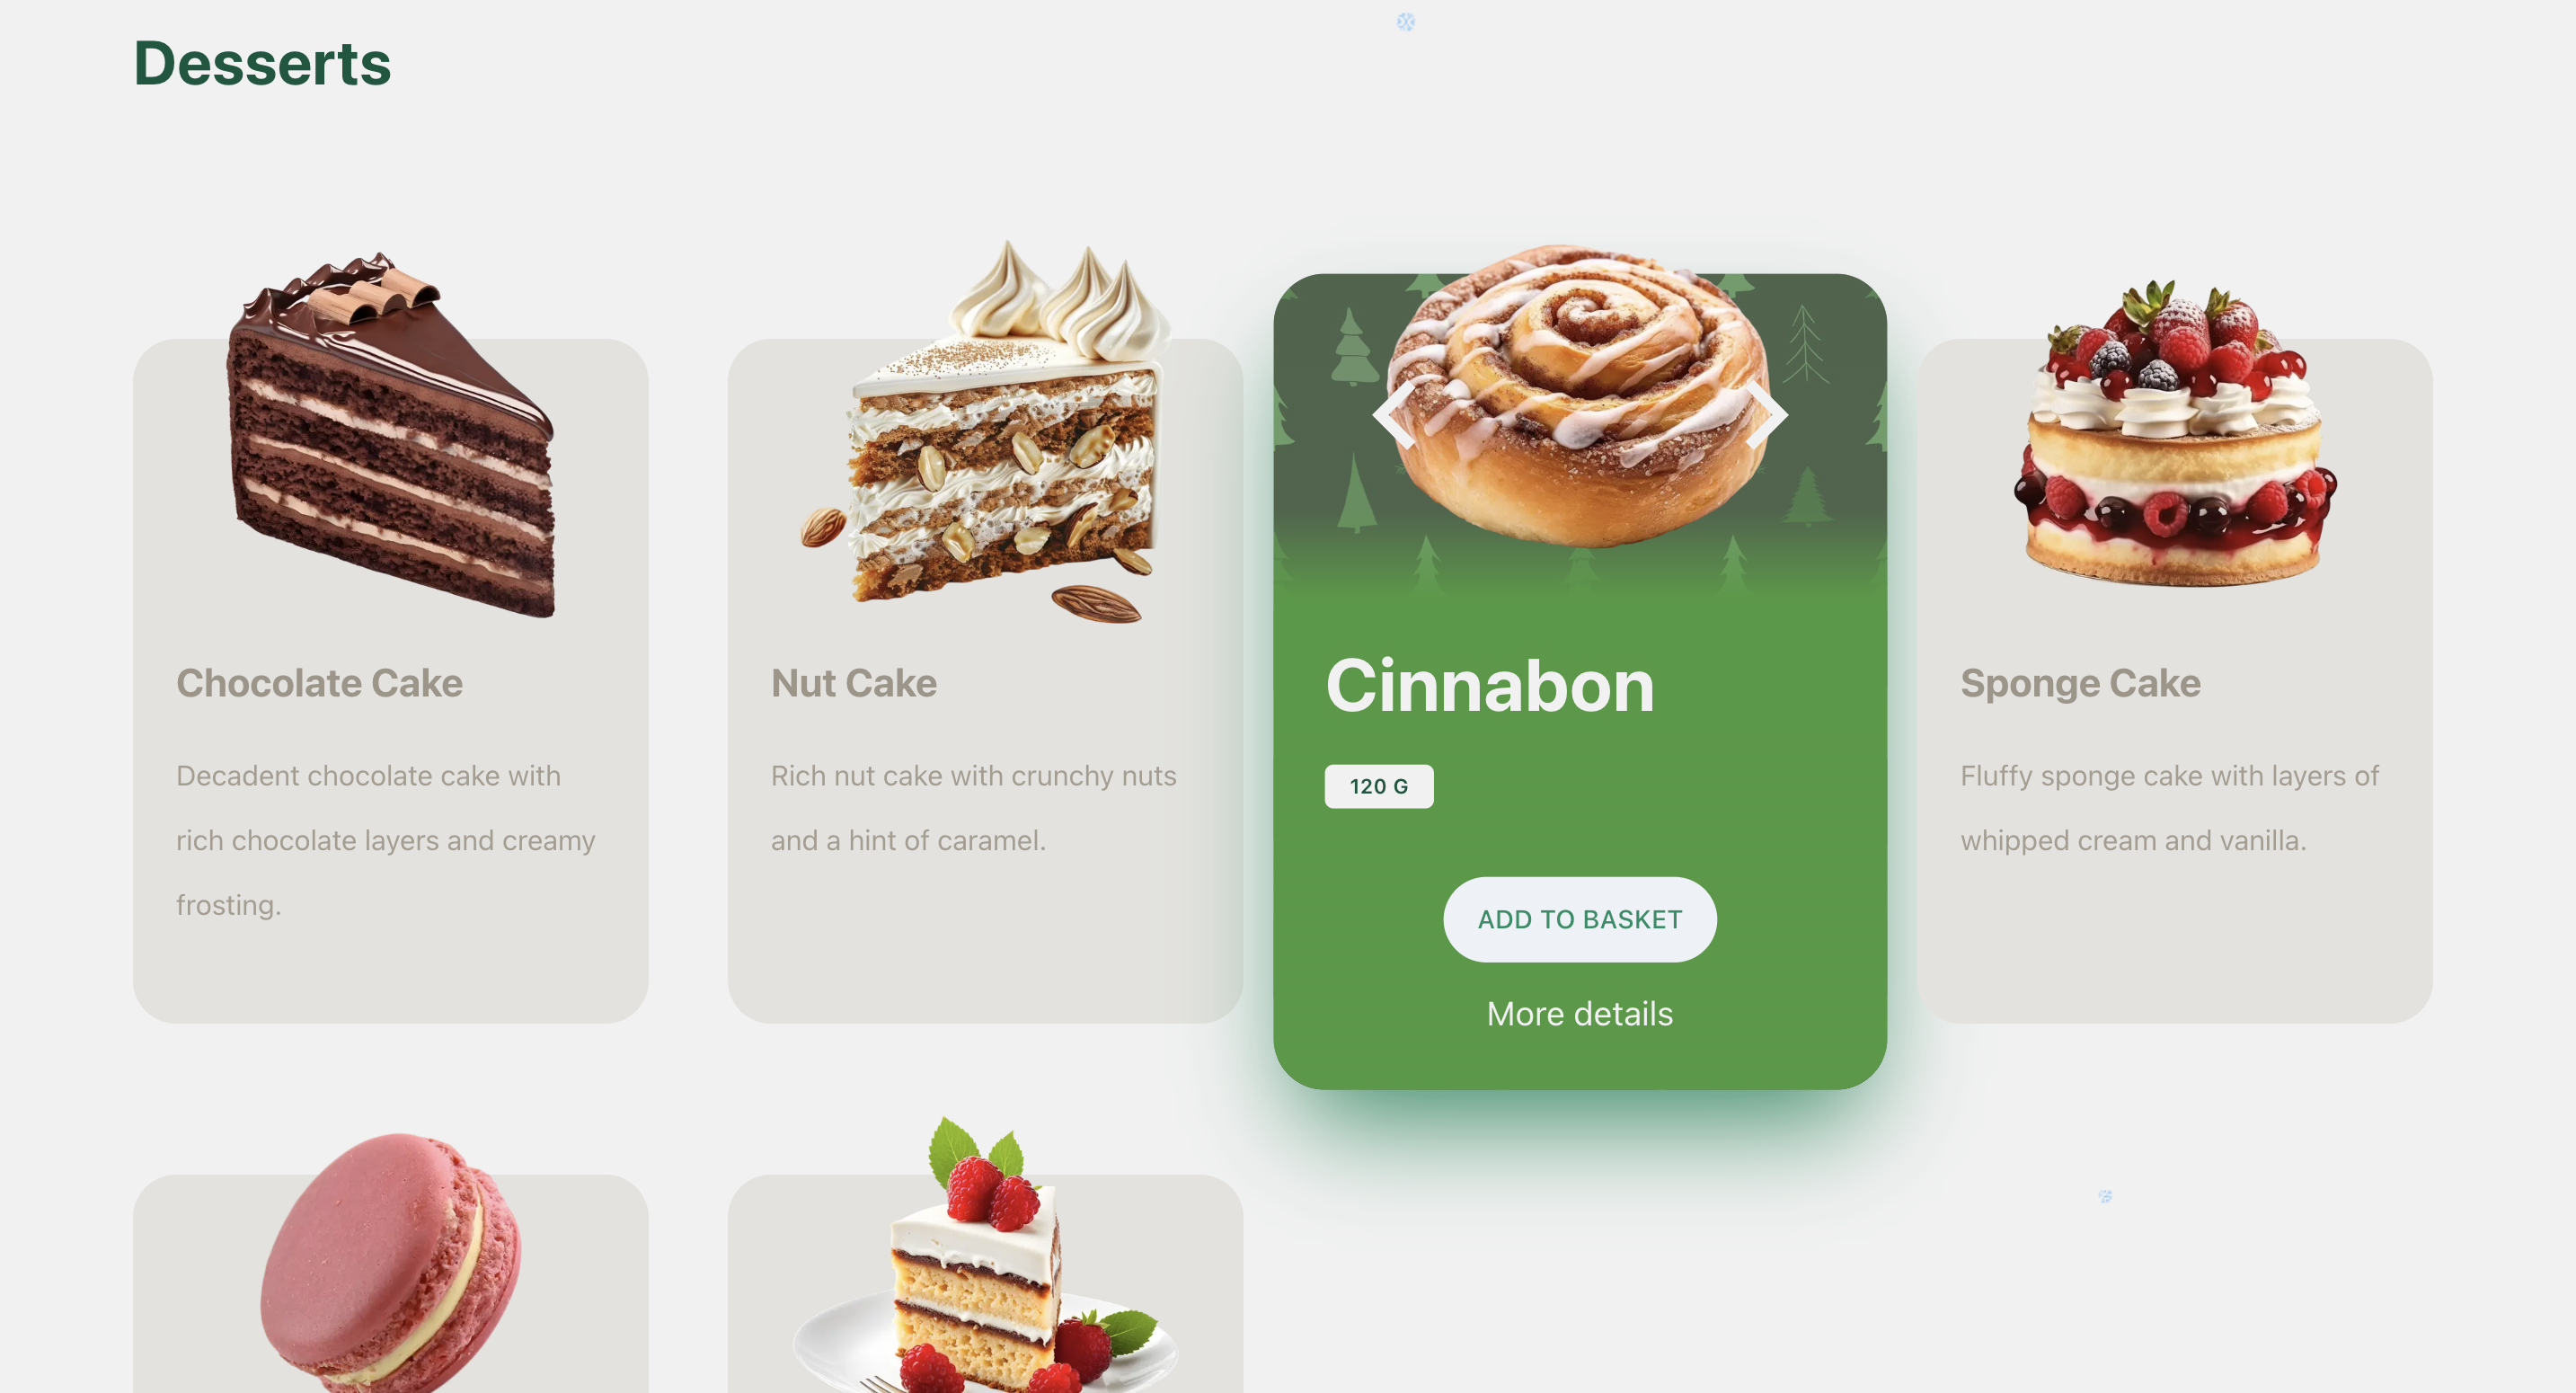 Desserts
Chocolate Cake
Decadent chocolate cake with
rich chocolate layers and creamy
frosting.
Nut Cake
Rich nut cake with crunchy nuts
and a hint of caramel.
Cinnabon
120 G
ADD TO BASKET
More details
Sponge Cake
Fluffy sponge cake with layers of
whipped cream and vanilla.